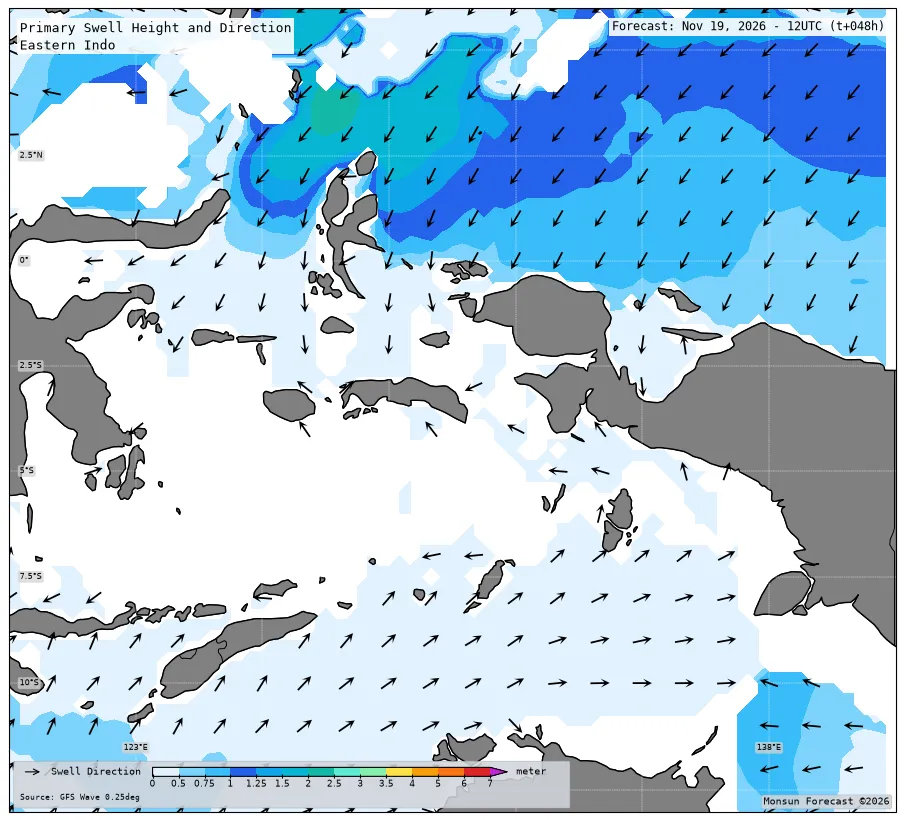 Primary Swell Height and Direction
Eastern Indo
Forecast: Nov 19, 2026 - 12UTC (t+048h)
2.5°N
0°
2.5°S
5°S
7.5°S
10°S
123°E
138°E
Swell Direction
0 0.5 0.75 1 1.25 1.5 2 2.5 3 3.5 4 5 6 7
meter
Source: GFS Wave 0.25deg
Monsun Forecast ©2026